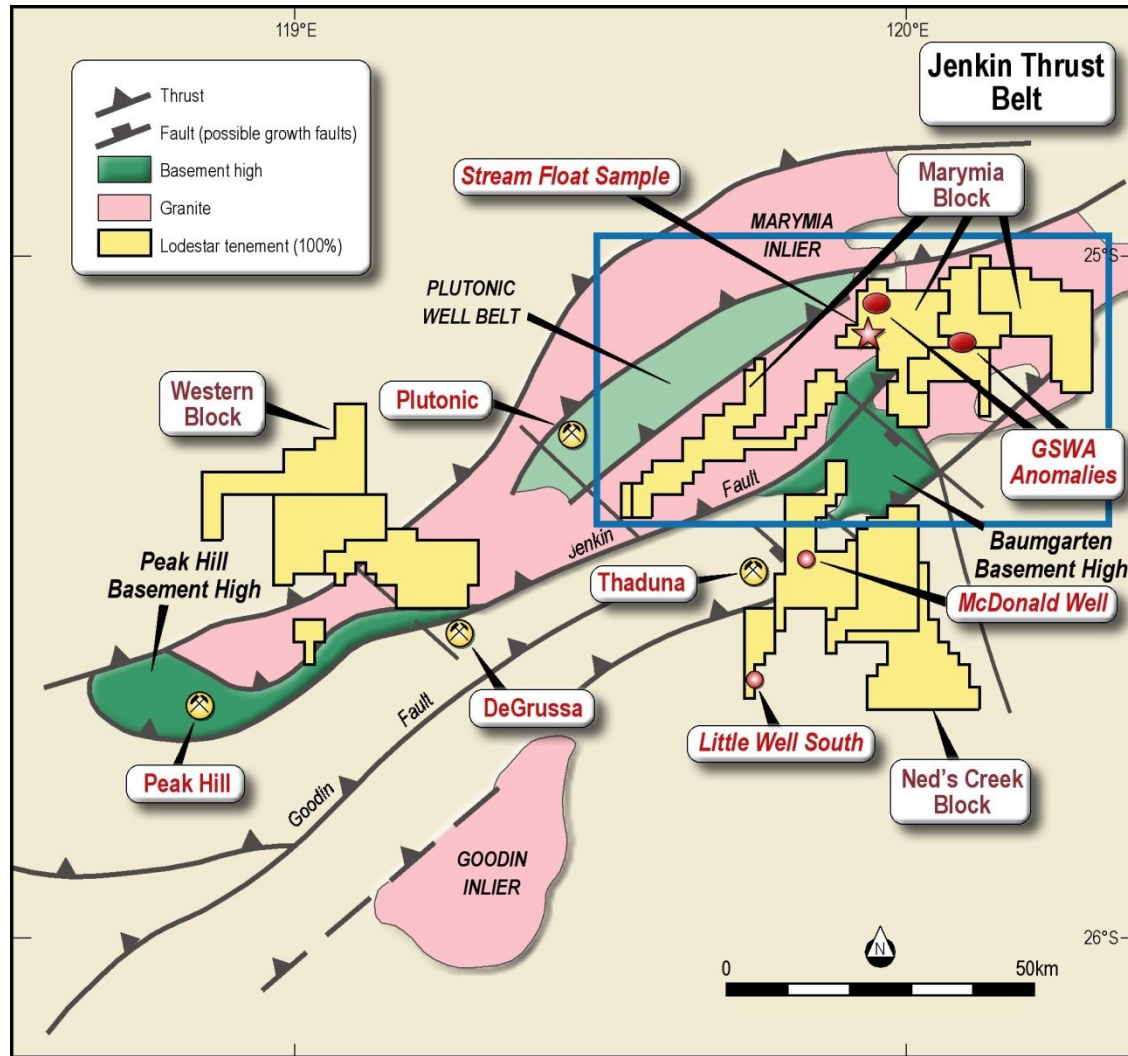 119°E
120°E
Thrust
Fault (possible growth faults)
Basement high
Granite
Lodestar tenement (100%)
Jenkin Thrust
Belt
Stream Float Sample
Marymia
Block
MARYMIA
INLIER
25°S
PLUTONIC
WELL BELT
Western
Block
Plutonic
GSWA
Anomalies
Fault
Jenkin
Baumgarten
Basement High
Peak Hill
Basement High
Thaduna
McDonald Well
DeGrussa
Fault
Little Well South
Peak Hill
Ned's Creek
Block
Goodin
GOODIN
INLIER
26°S
N
0
50km